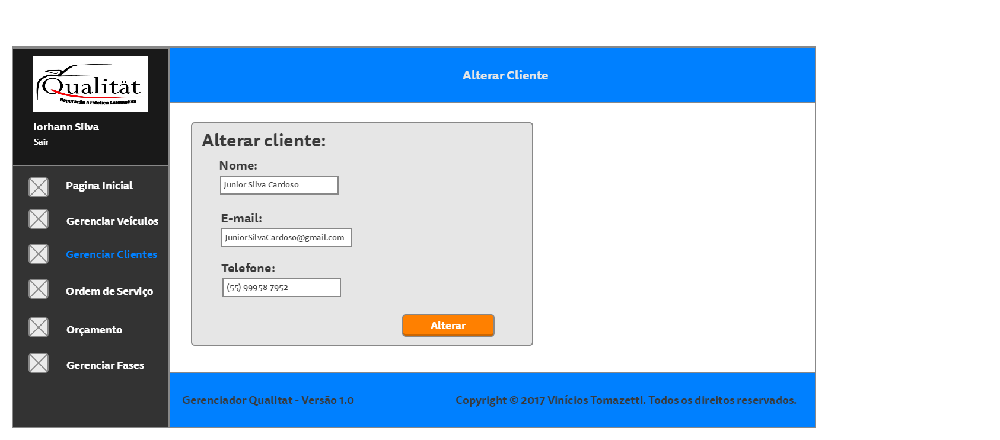 Qualität
Reparação e Estética Automotiva
Iorhann Silva
Sair
Pagina Inicial
Gerenciar Veículos
Gerenciar Clientes
Ordem de Serviço
Orçamento
Gerenciar Fases
Alterar Cliente
Alterar cliente:
Nome:
Junior Silva Cardoso
E-mail:
JuniorSilvaCardoso@gmail.com
Telefone:
(55) 99958-7952
Alterar
Gerenciador Qualitat - Versão 1.0
Copyright © 2017 Vinícios Tomazetti. Todos os direitos reservados.